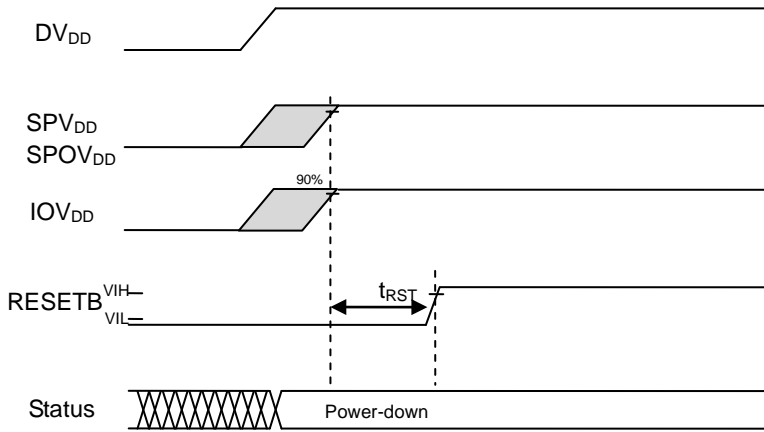 DVDD
SPVDD
SPOVDD
90%
IOVDD
tRST
RESETB VIH
VIL
Status Power-down